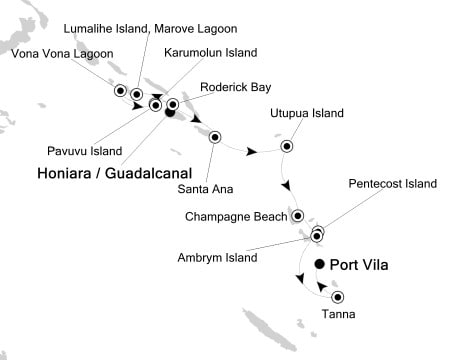 Lumalihe Island, Marove Lagoon
Vona Vona Lagoon
Karumolun Island
Roderick Bay
Utupua Island
Pavuvu Island
Honiara / Guadalcanal
Santa Ana
Pentecost Island
Champagne Beach
Ambrym Island
Port Vila
Tanna